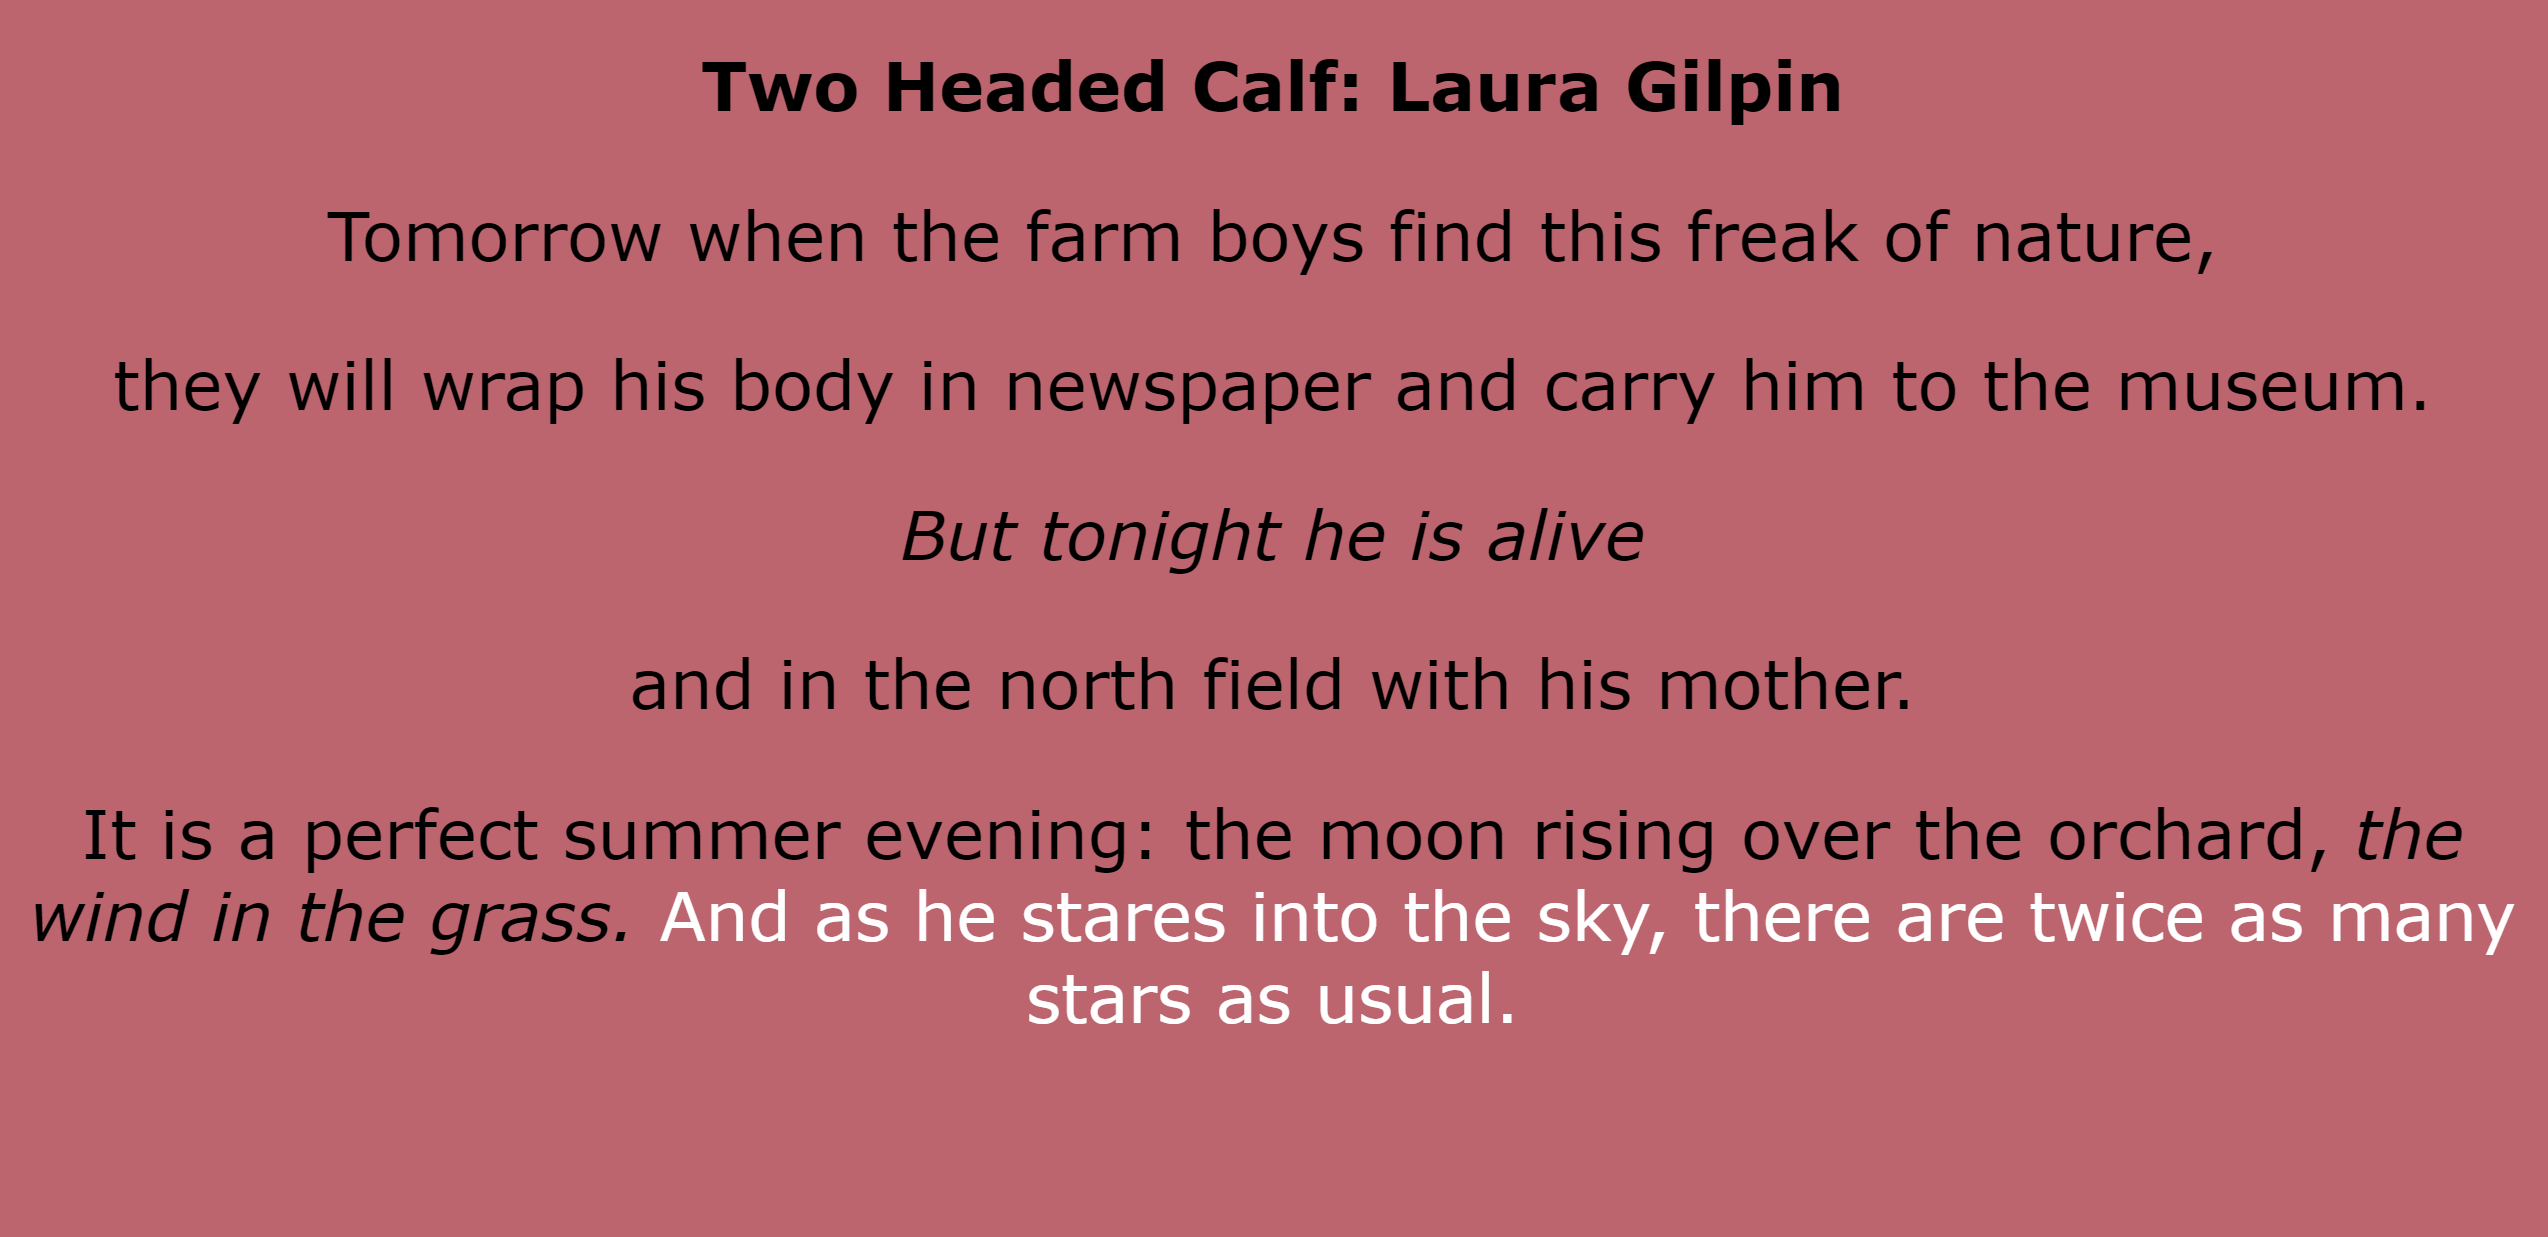 Two Headed Calf: Laura Gilpin
Tomorrow when the farm boys find this freak of nature,
they will wrap his body in newspaper and carry him to the museum.
But tonight he is alive
and in the north field with his mother.
It is a perfect summer evening: the moon rising over the orchard, the
wind in the grass. And as he stares into the sky, there are twice as many
stars as usual.